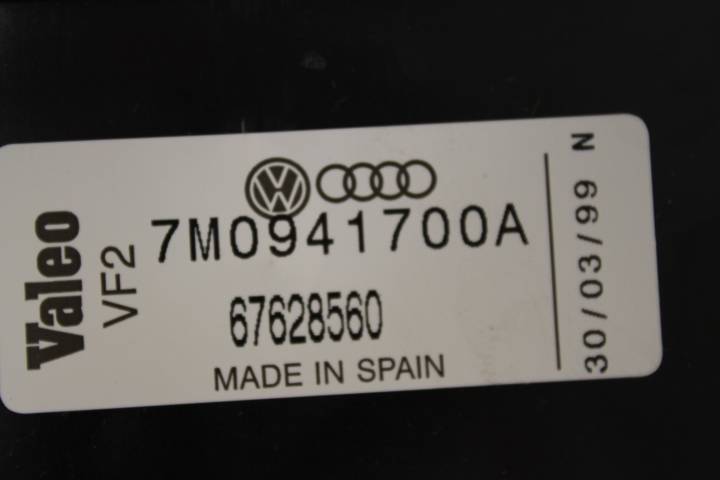 Valeo
VF2
7M0941700A
67628560
MADE IN SPAIN
30/03/99 N